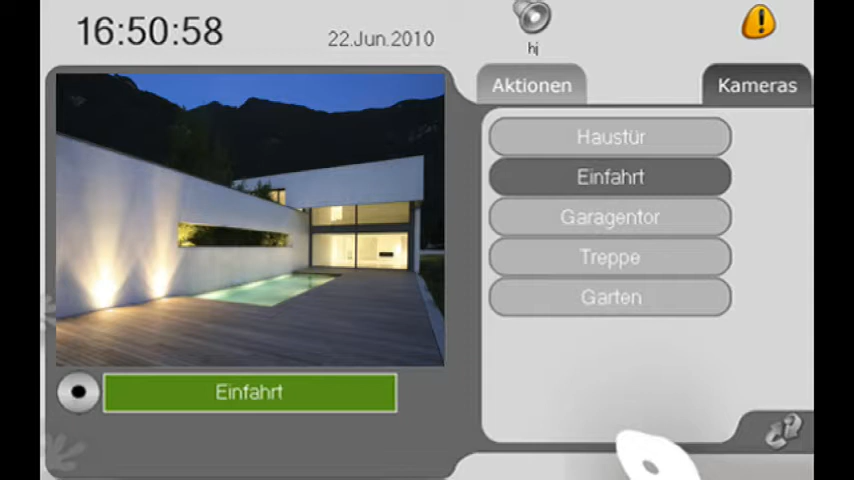 16:50:58
22.Jun.2010
hj
Aktionen
Kameras
Haustür
Einfahrt
Garagentor
Treppe
Garten
Einfahrt